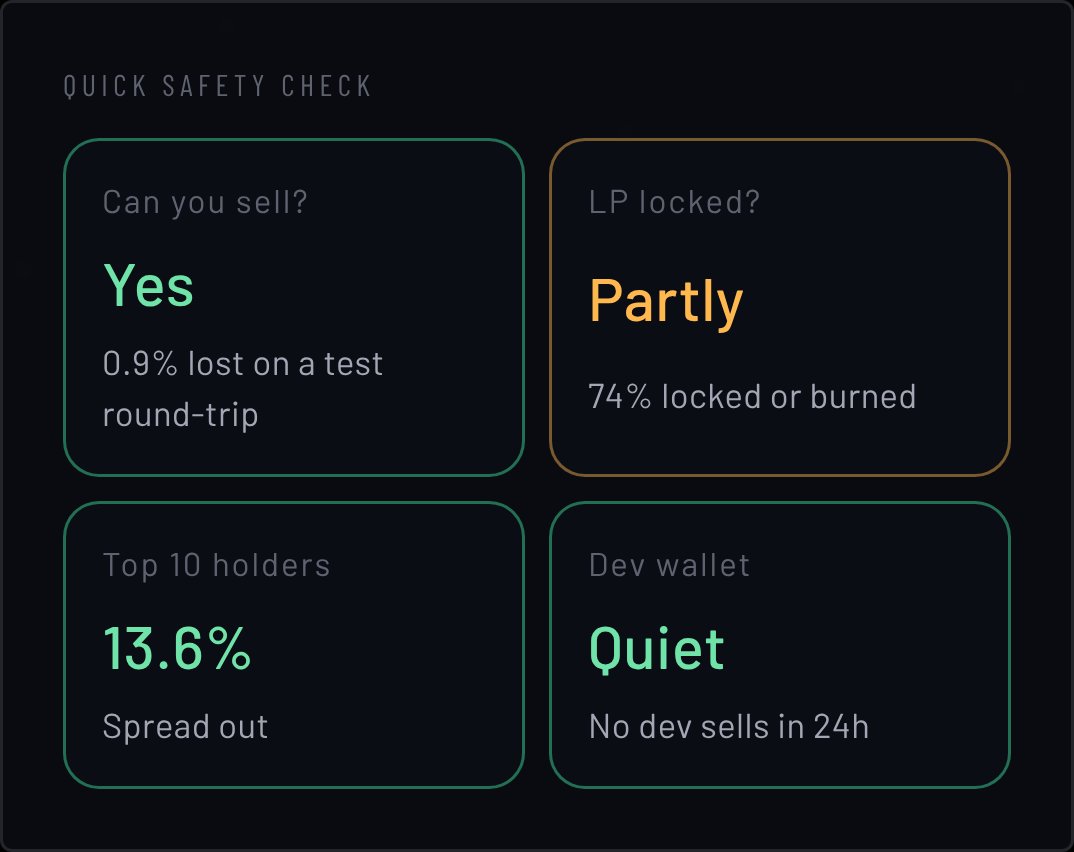 QUICK SAFETY CHECK
Can you sell?
Yes
0.9% lost on a test
round-trip
LP locked?
Partly
74% locked or burned
Top 10 holders
13.6%
Spread out
Dev wallet
Quiet
No dev sells in 24h